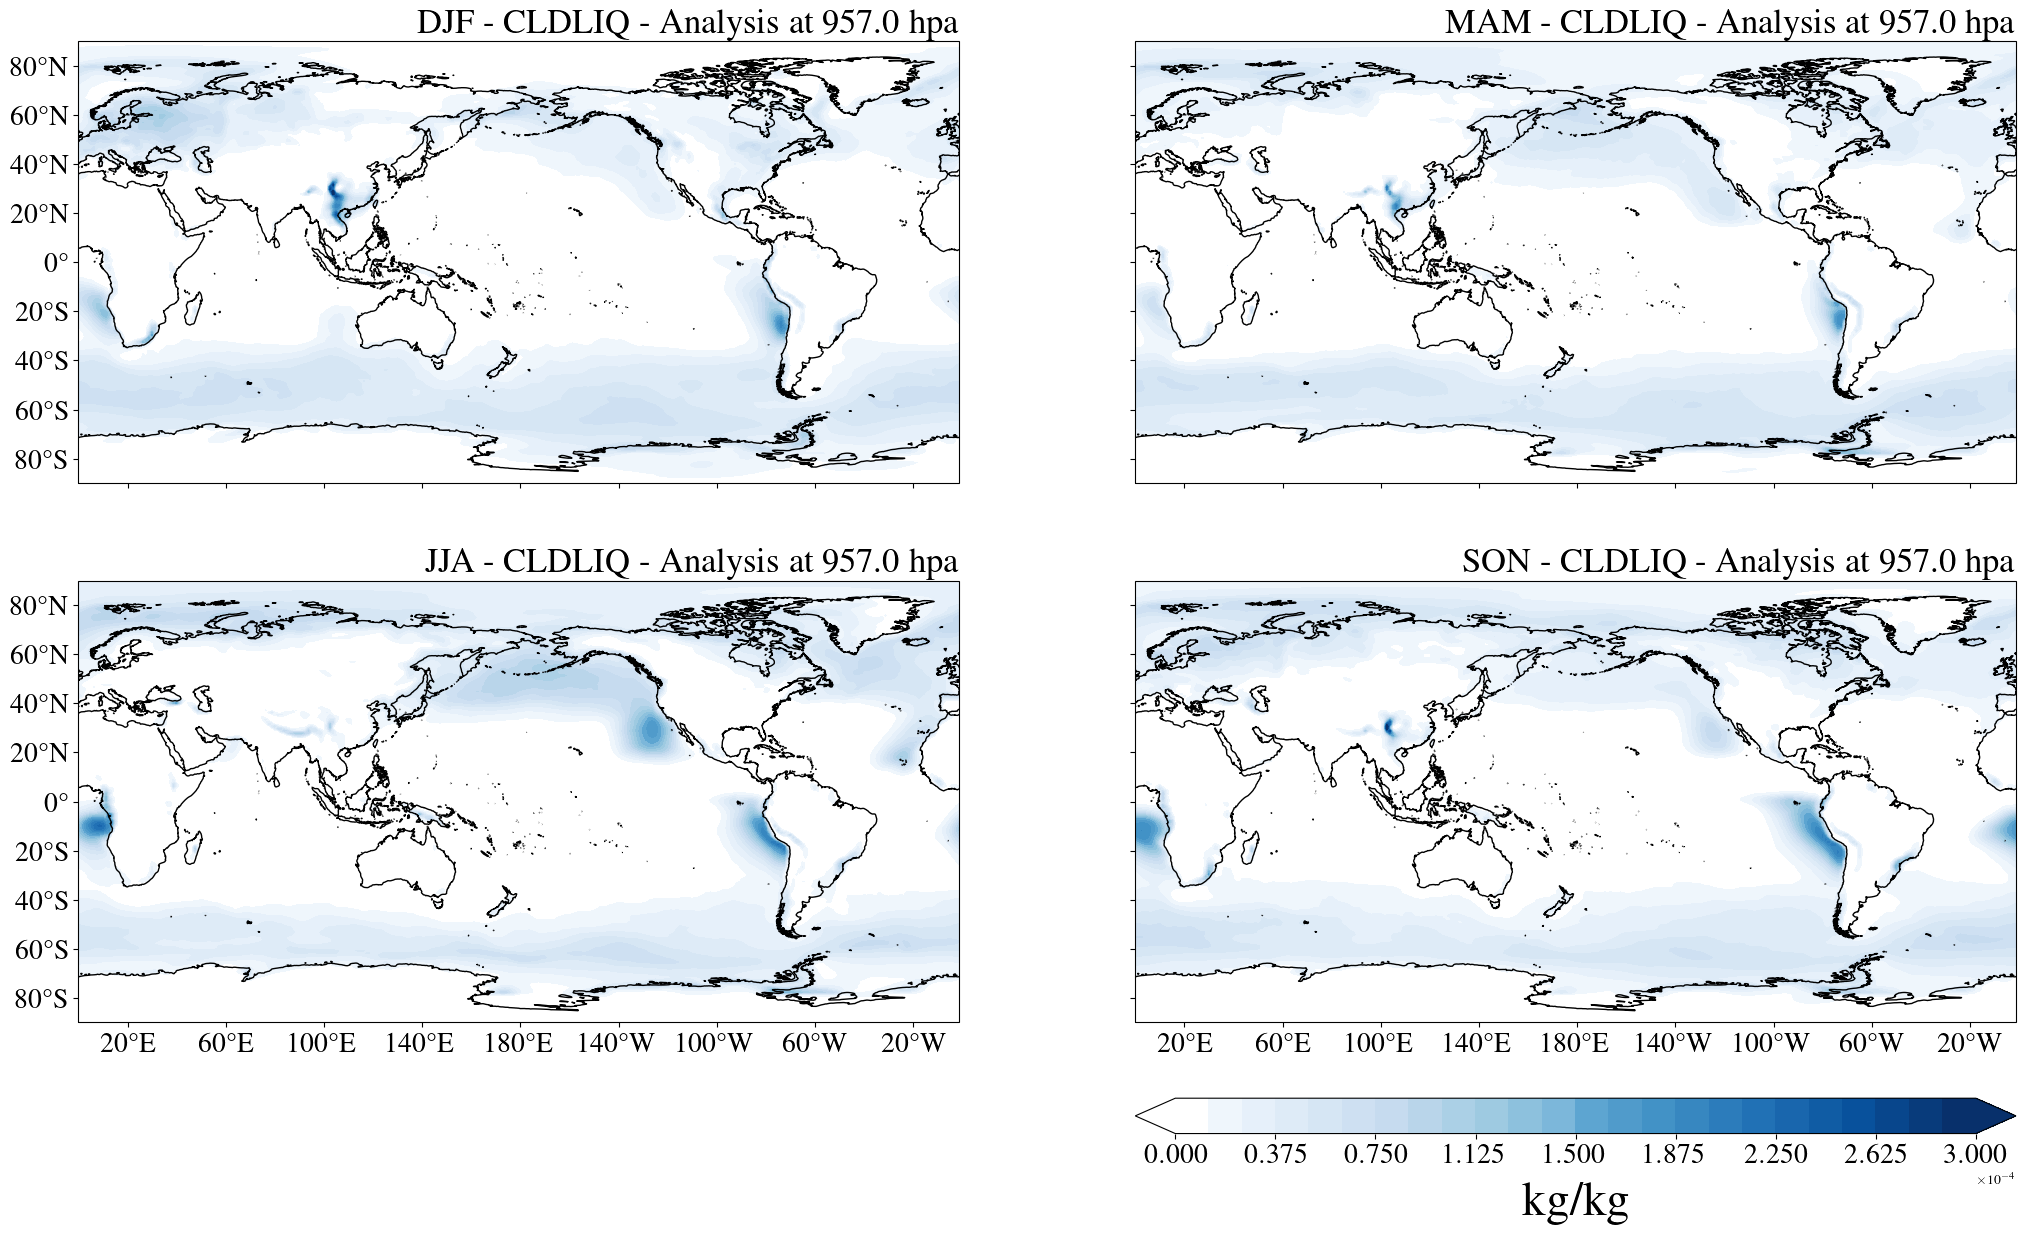 DJF - CLDLIQ - Analysis at 957.0 hpa
MAM - CLDLIQ - Analysis at 957.0 hpa
80°N
60°N
40°N
20°N
0°
20°S
40°S
60°S
80°S
JJA - CLDLIQ - Analysis at 957.0 hpa
SON - CLDLIQ - Analysis at 957.0 hpa
80°N
60°N
40°N
20°N
0°
20°S
40°S
60°S
80°S
20°E 60°E 100°E 140°E 180°E 140°W 100°W 60°W 20°W
20°E 60°E 100°E 140°E 180°E 140°W 100°W 60°W 20°W
0.000 0.375 0.750 1.125 1.500 1.875 2.250 2.625 3.000
×10⁻⁴
kg/kg